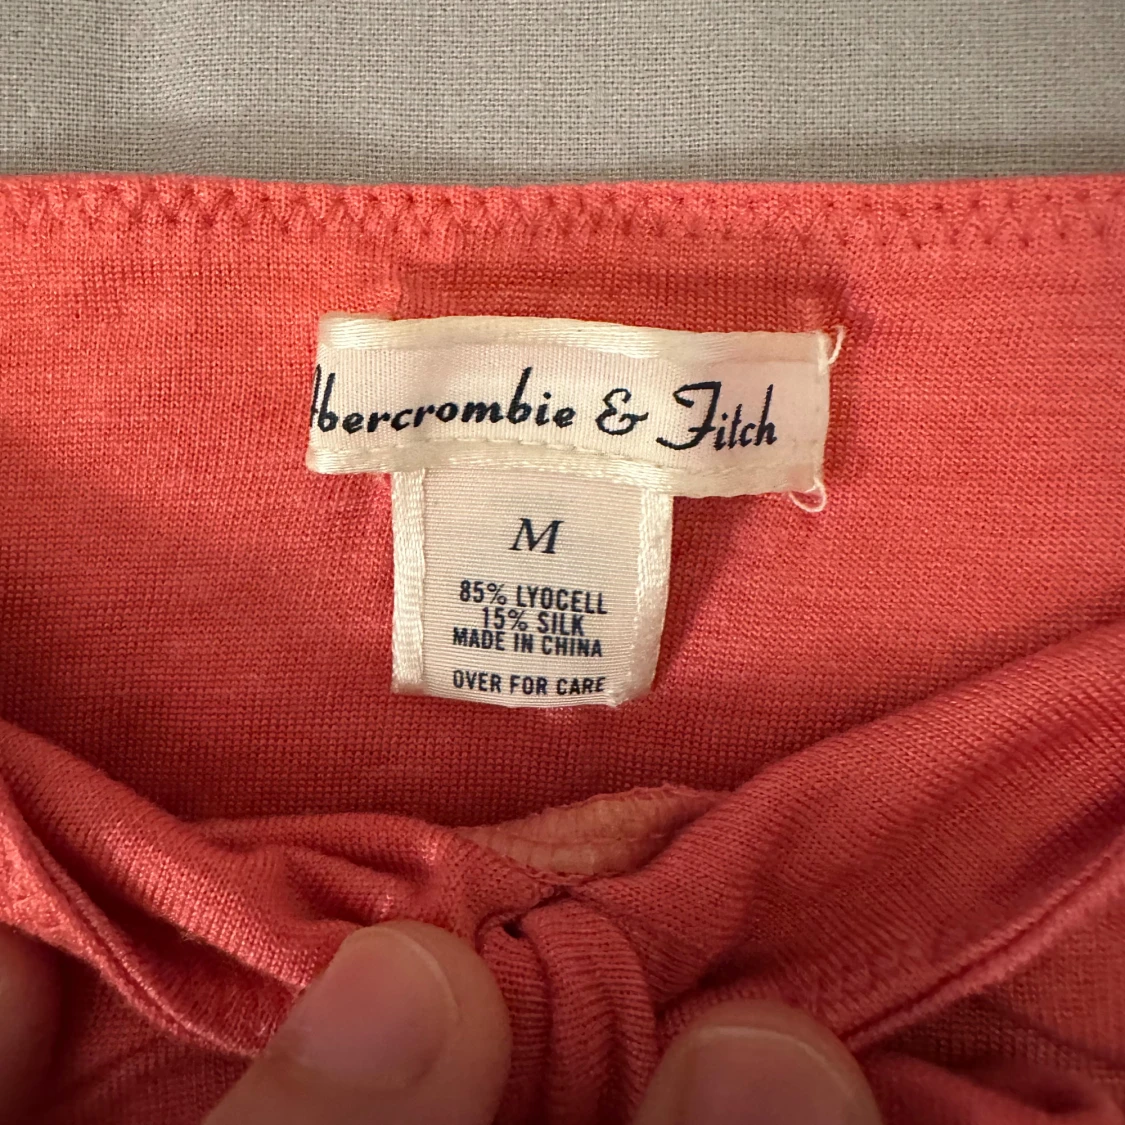 Abercrombie & Fitch
M
85% LYOCELL
15% SILK
MADE IN CHINA
OVER FOR CARE